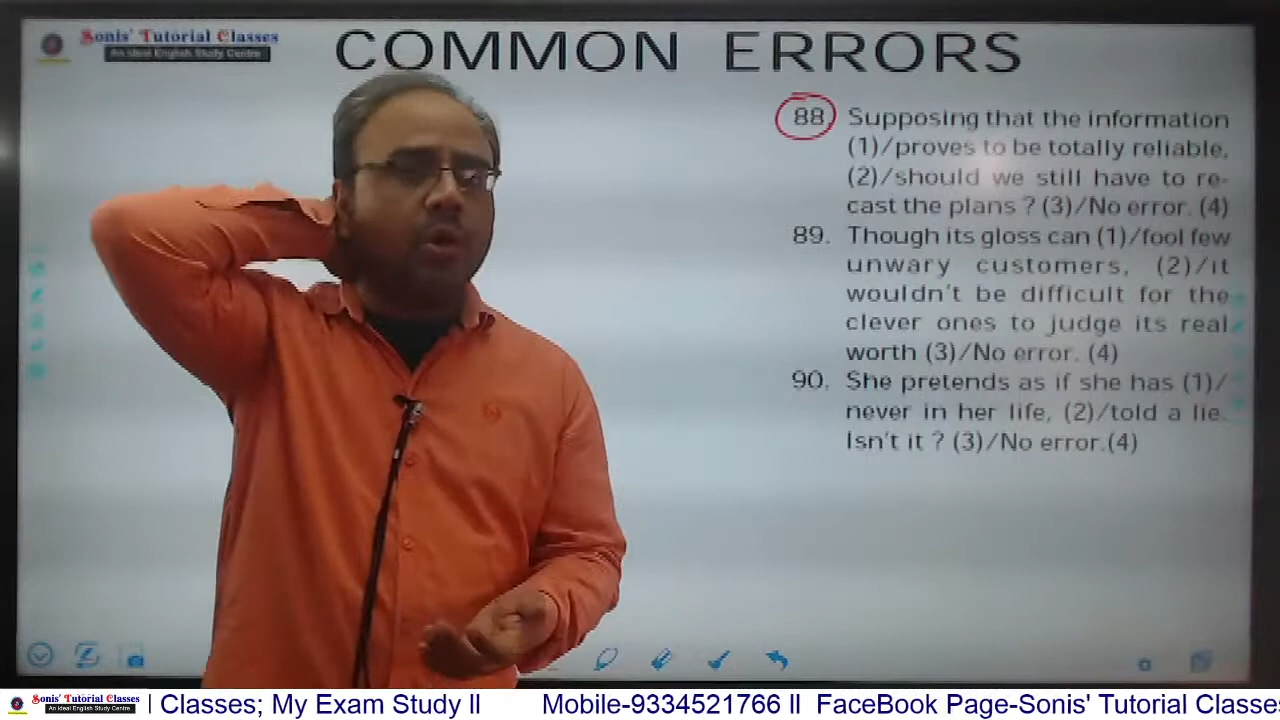 Sonis' Tutorial Classes
An Ideal English Study Centre
COMMON ERRORS
88 Supposing that the information
(1)/proves to be totally reliable,
(2)/should we still have to re-
cast the plans ? (3)/No error. (4)
89. Though its gloss can (1)/fool few
unwary customers, (2)/it
wouldn't be difficult for the
clever ones to judge its real
worth (3)/No error. (4)
90. She pretends as if she has (1)/
never in her life, (2)/told a lie.
Isn't it ? (3)/No error.(4)
Sonis' Tutorial Classes
An Ideal English Study Centre
| Classes; My Exam Study ll Mobile-9334521766 ll FaceBook Page-Sonis' Tutorial Classes